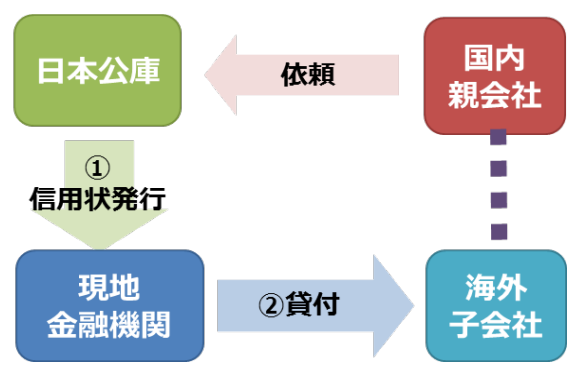 日本公庫
依頼
国内
親会社
①
信用状発行
現地
金融機関
②貸付
海外
子会社